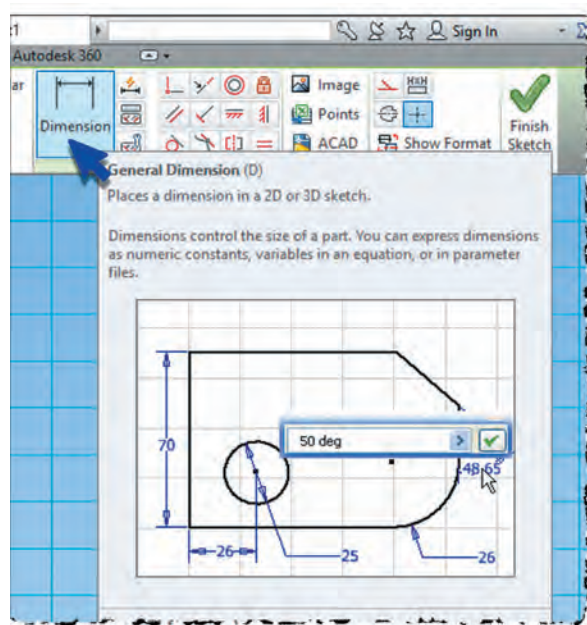 :1
Sign In
Autodesk 360
ar
Dimension
Image
Points
ACAD
Show Format
Finish
Sketch
General Dimension (D)
Places a dimension in a 2D or 3D sketch.
Dimensions control the size of a part. You can express dimensions
as numeric constants, variables in an equation, or in parameter
files.
50 deg
70
48,65
26
25
26